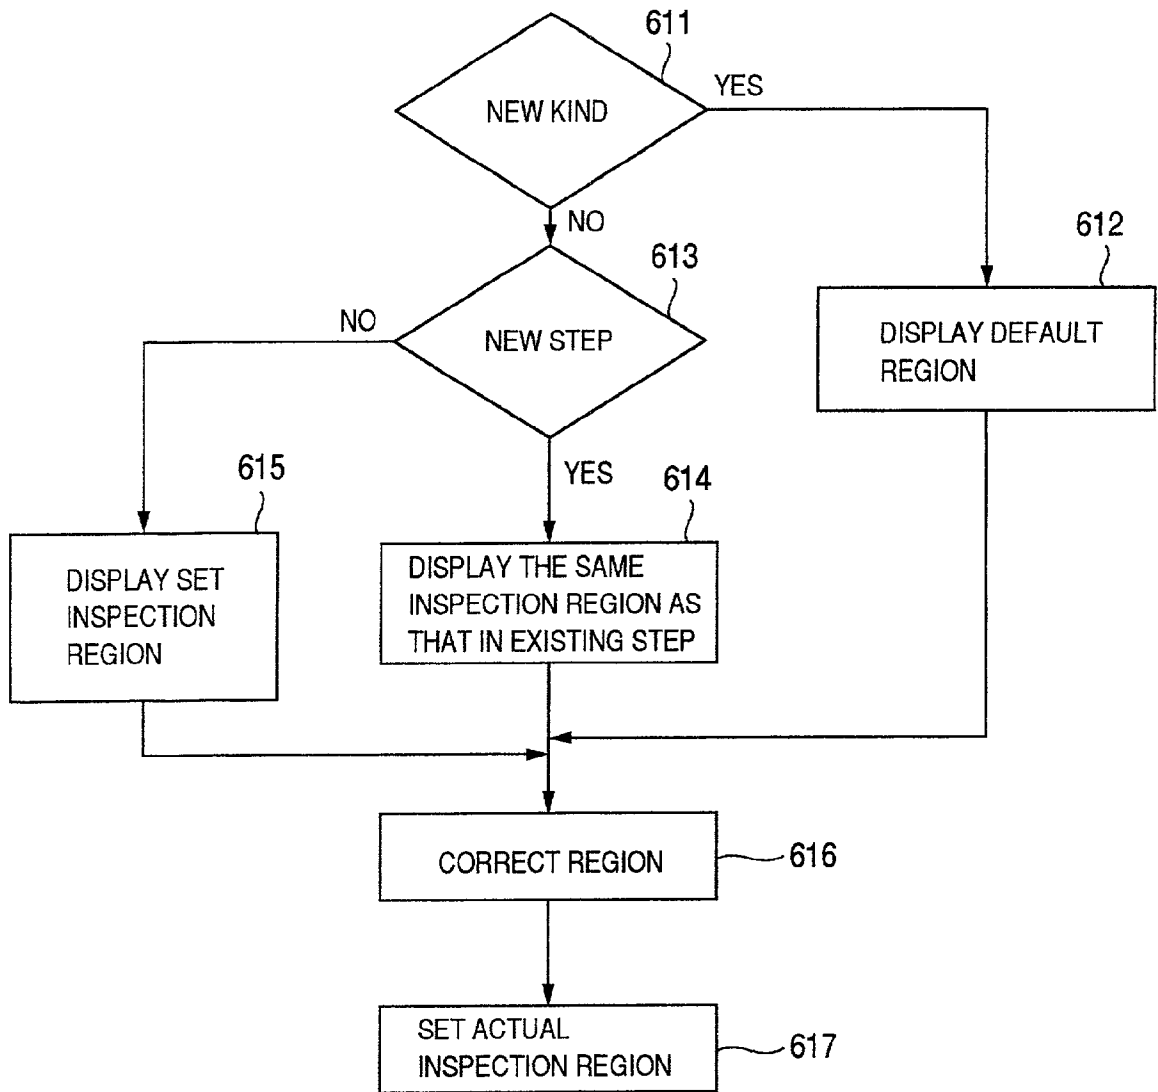 611
NEW KIND
YES
NO
612
613
NO
NEW STEP
DISPLAY DEFAULT
REGION
YES
615
614
DISPLAY SET
INSPECTION
REGION
DISPLAY THE SAME
INSPECTION REGION AS
THAT IN EXISTING STEP
CORRECT REGION
616
SET ACTUAL
INSPECTION REGION
617